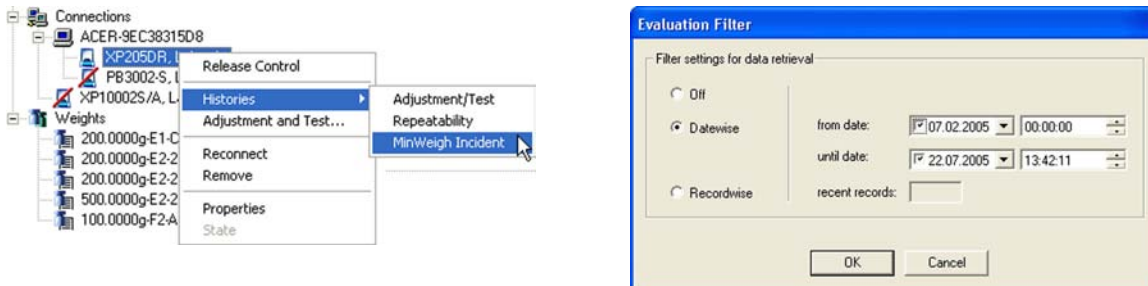 Connections
ACER-9EC38315D8
XP205DR,
PB3002-S,
XP10002S/A,
Weights
200.0000g-E1-C
200.0000g-E2-2
200.0000g-E2-2
500.0000g-E2-2
100.0000g-F2-A
Release Control
Histories
Adjustment and Test...
Reconnect
Remove
Properties
State
Adjustment/Test
Repeatability
MinWeigh Incident
Evaluation Filter
Filter settings for data retrieval
Off
Datewise
from date: 07.02.2005 00:00:00
until date: 22.07.2005 13:42:11
Recordwise
recent records:
OK
Cancel